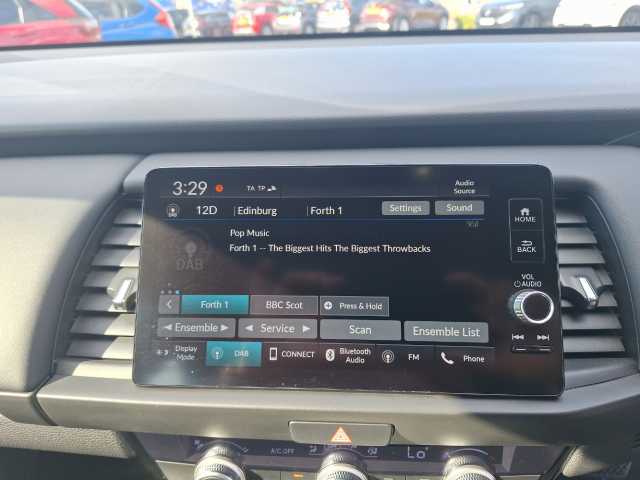 3:29 TA TP Audio Source
12D Edinburg Forth 1 Settings Sound
HOME
Pop Music
Forth 1 -- The Biggest Hits The Biggest Throwbacks
BACK
DAB
VOL
AUDIO
Forth 1 BBC Scot Press & Hold
Ensemble Service Scan Ensemble List
Display Mode DAB CONNECT Bluetooth Audio FM Phone
A/C OFF Lo